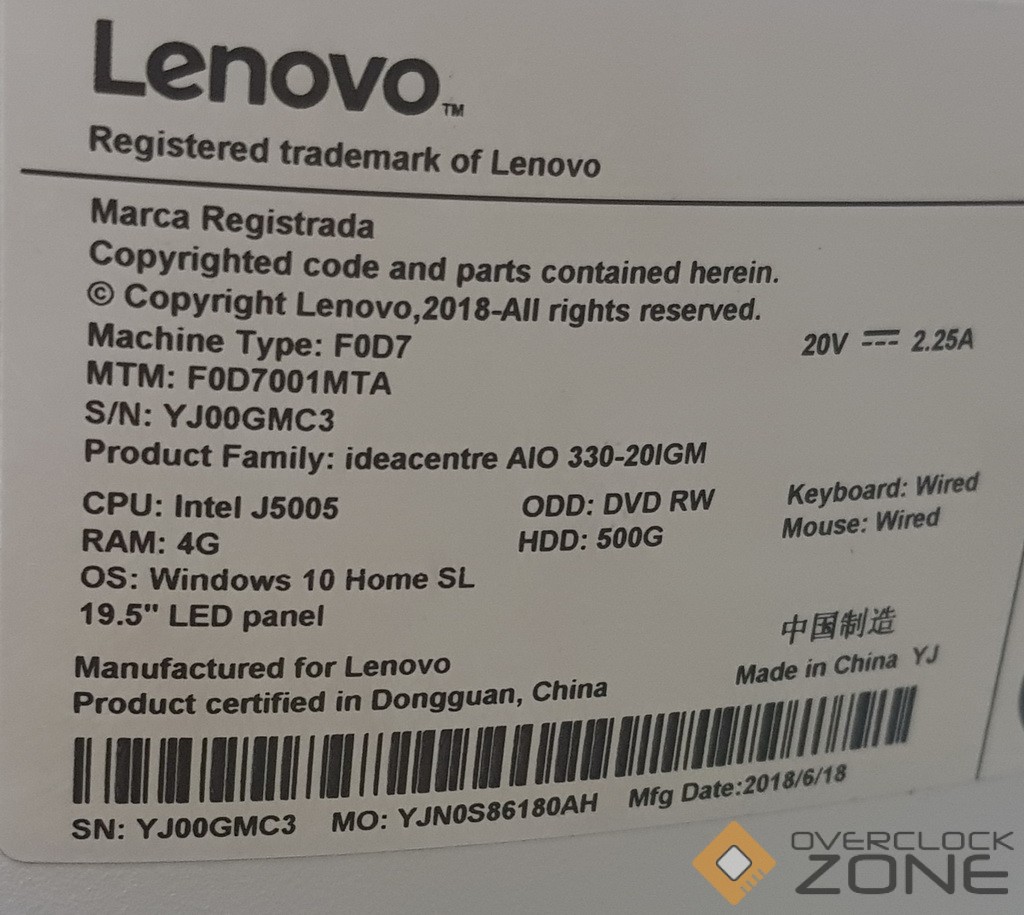 Lenovo™
Registered trademark of Lenovo
Marca Registrada
Copyrighted code and parts contained herein.
© Copyright Lenovo,2018-All rights reserved.
Machine Type: F0D7
20V ⎓ 2.25A
MTM: F0D7001MTA
S/N: YJ00GMC3
Product Family: ideacentre AIO 330-20IGM
CPU: Intel J5005 ODD: DVD RW Keyboard: Wired
RAM: 4G HDD: 500G Mouse: Wired
OS: Windows 10 Home SL
19.5" LED panel
中国制造
Manufactured for Lenovo Made in China YJ
Product certified in Dongguan, China
SN: YJ00GMC3 MO: YJN0S86180AH Mfg Date:2018/6/18
OVERCLOCK
ZONE